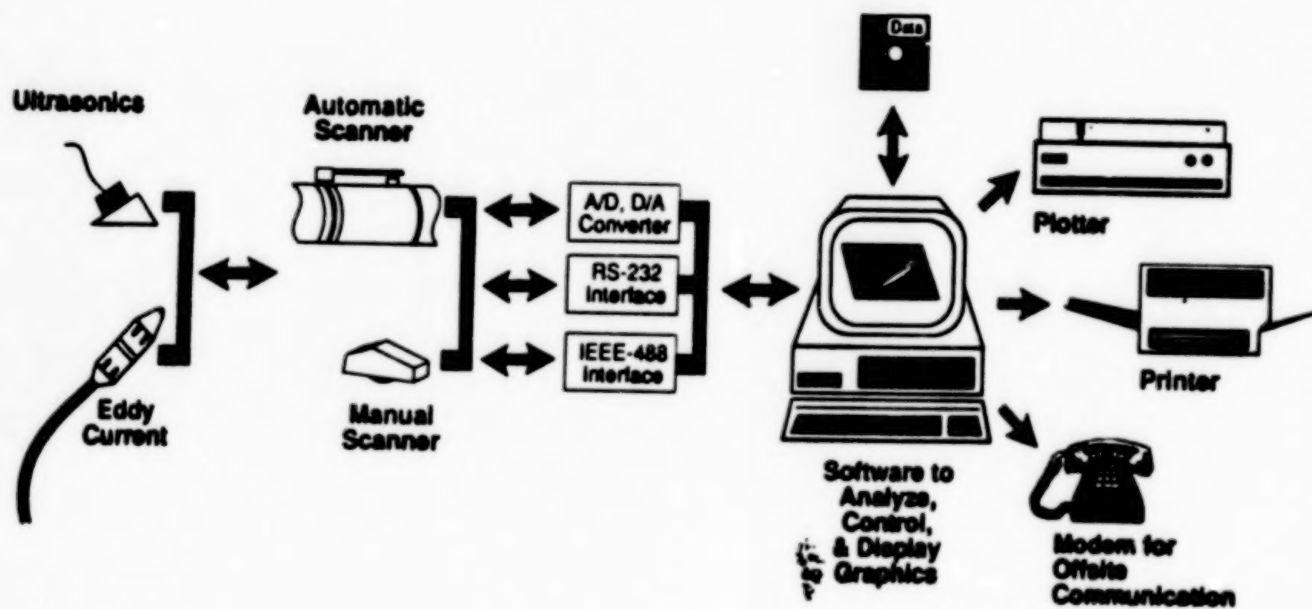 Data
Ultrasonics
Automatic
Scanner
A/D, D/A
Converter
Plotter
RS-232
Interface
IEEE-488
Interface
Printer
Eddy
Current
Manual
Scanner
Software to
Analyze,
Control,
& Display
Graphics
Modem for
Offsite
Communication